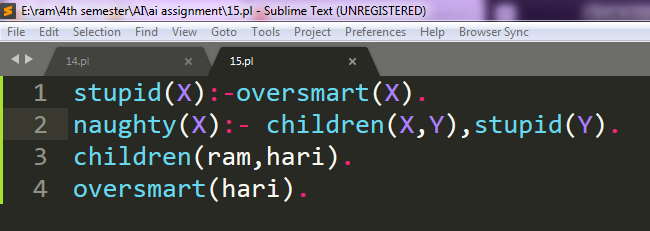 E:\ram\4th semester\AI\ai assignment\15.pl - Sublime Text (UNREGISTERED)
File Edit Selection Find View Goto Tools Project Preferences Help Browser Sync
14.pl × 15.pl ×
1 stupid(X):-oversmart(X).
2 naughty(X):- children(X,Y),stupid(Y).
3 children(ram,hari).
4 oversmart(hari).